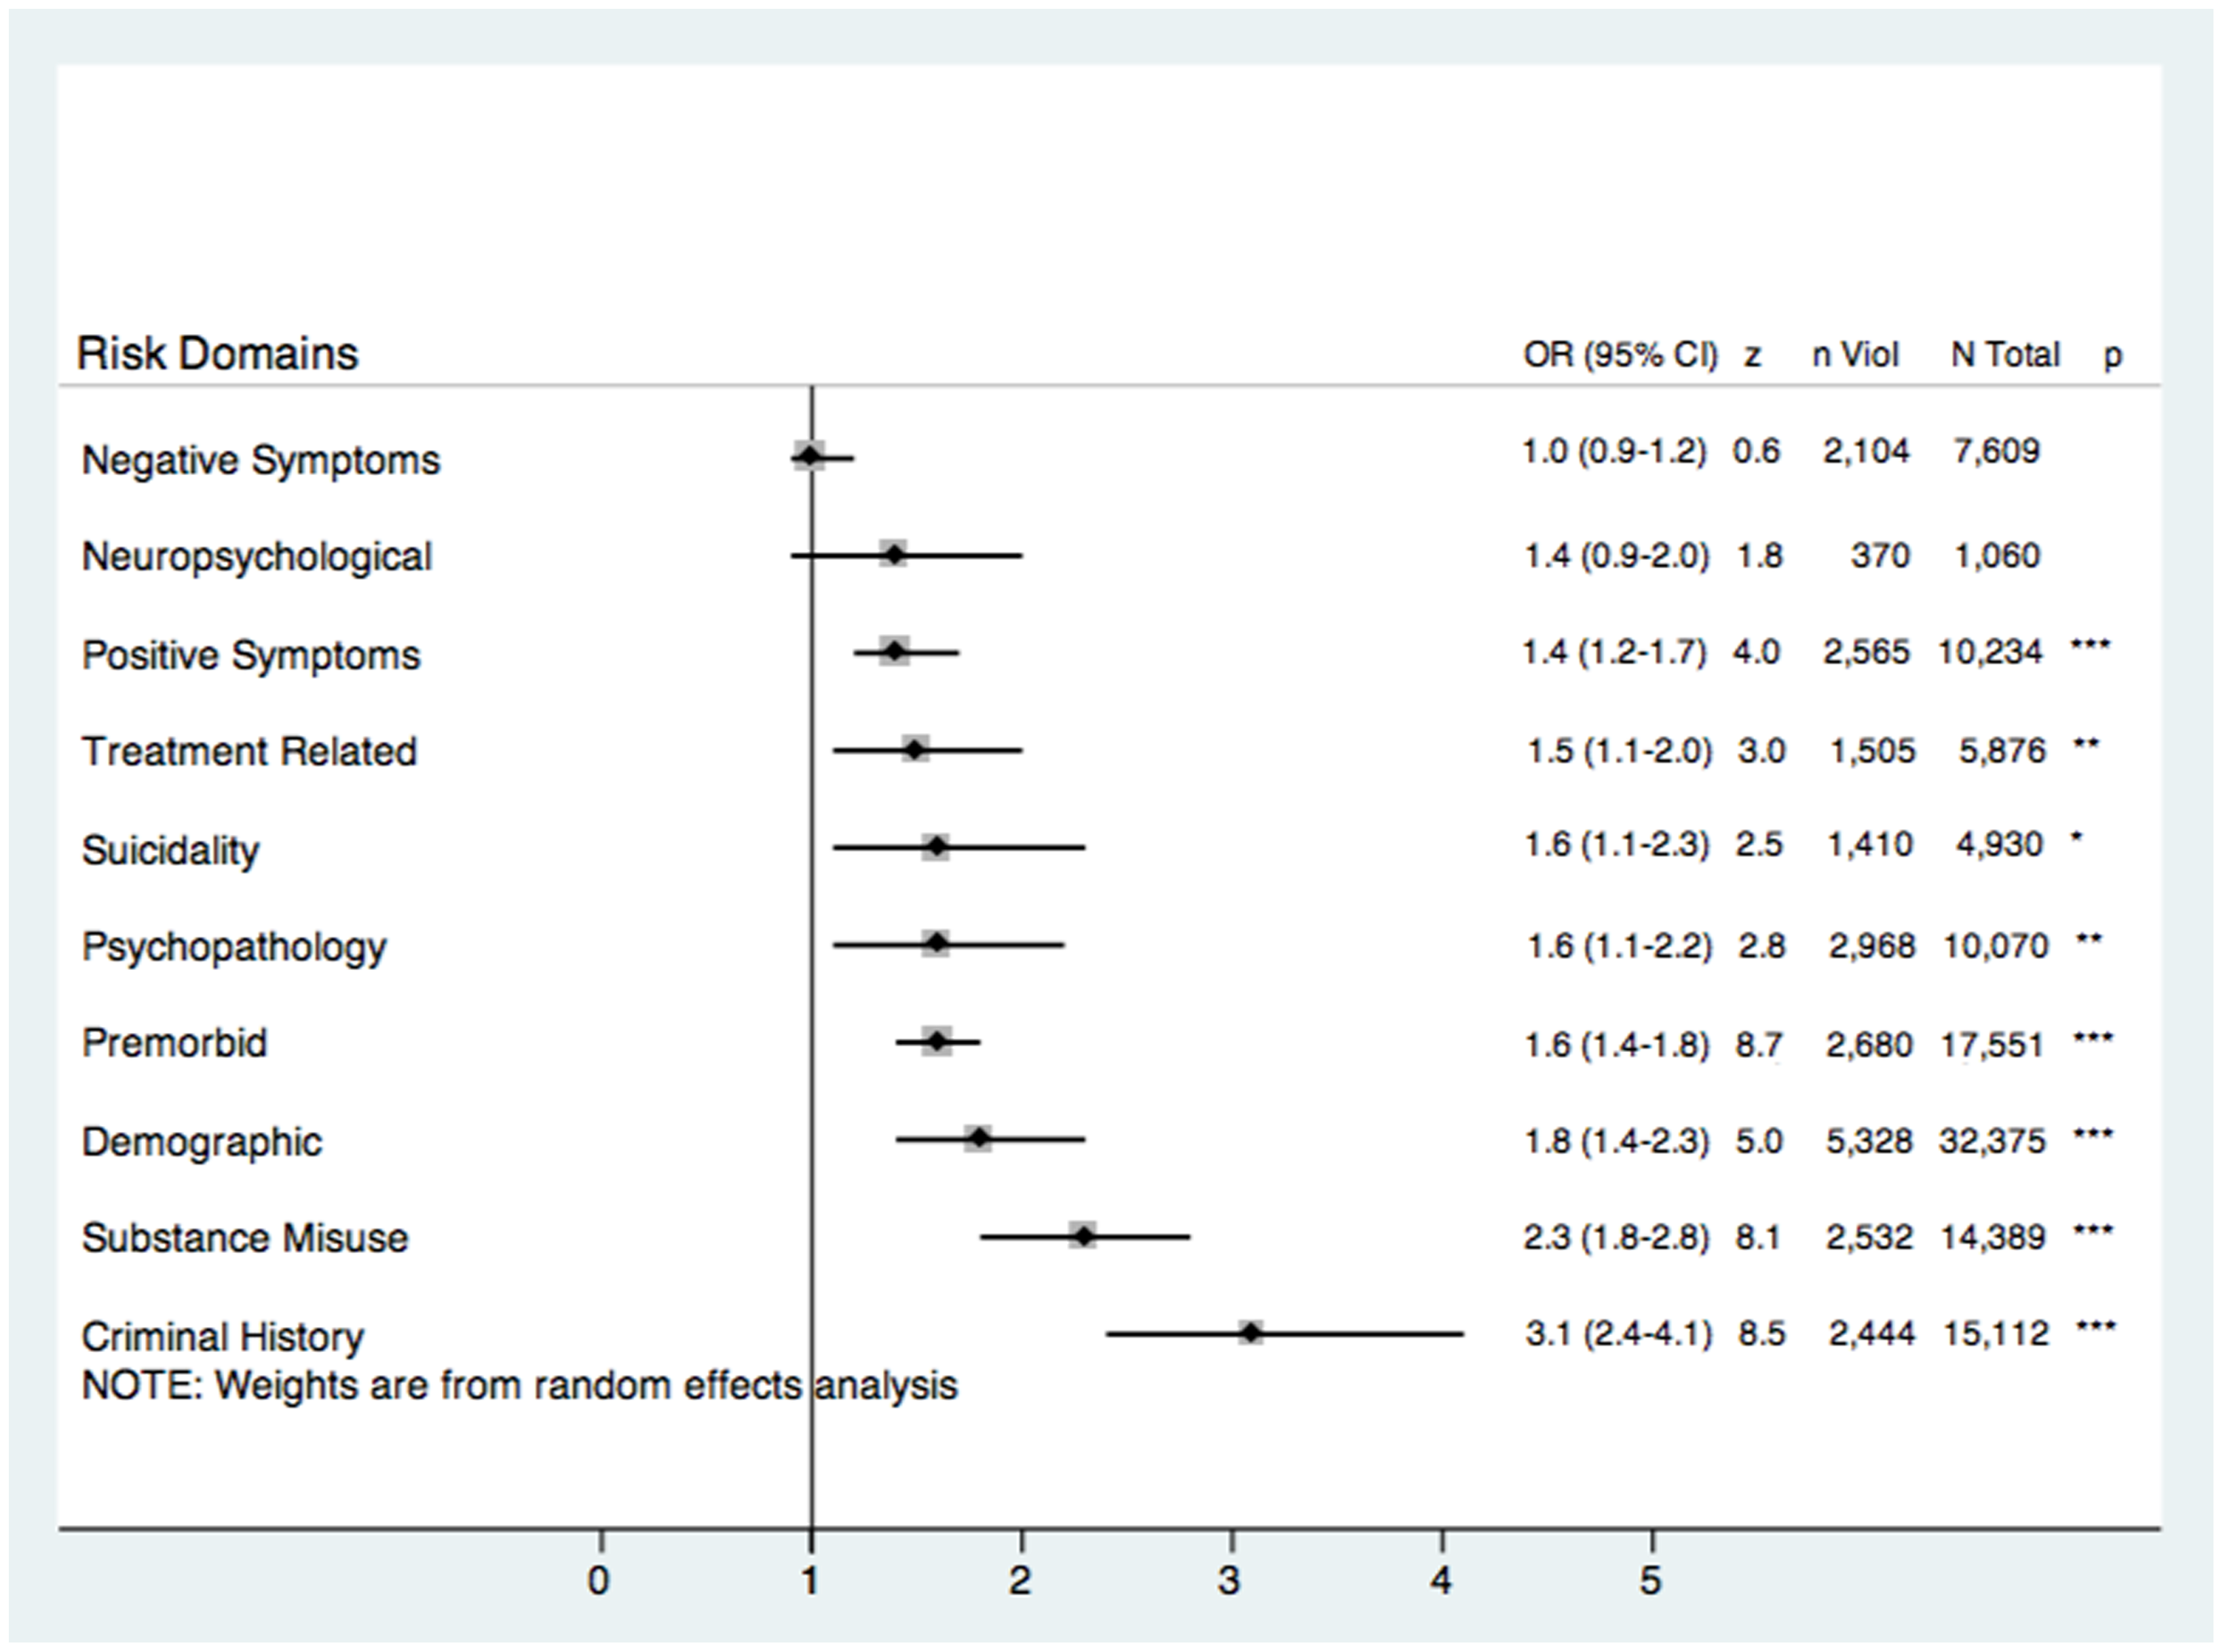 Risk Domains OR (95% CI) z n Viol N Total p
Negative Symptoms 1.0 (0.9-1.2) 0.6 2,104 7,609
Neuropsychological 1.4 (0.9-2.0) 1.8 370 1,060
Positive Symptoms 1.4 (1.2-1.7) 4.0 2,565 10,234 ***
Treatment Related 1.5 (1.1-2.0) 3.0 1,505 5,876 **
Suicidality 1.6 (1.1-2.3) 2.5 1,410 4,930 *
Psychopathology 1.6 (1.1-2.2) 2.8 2,968 10,070 **
Premorbid 1.6 (1.4-1.8) 8.7 2,680 17,551 ***
Demographic 1.8 (1.4-2.3) 5.0 5,328 32,375 ***
Substance Misuse 2.3 (1.8-2.8) 8.1 2,532 14,389 ***
Criminal History 3.1 (2.4-4.1) 8.5 2,444 15,112 ***
NOTE: Weights are from random effects analysis
0 1 2 3 4 5